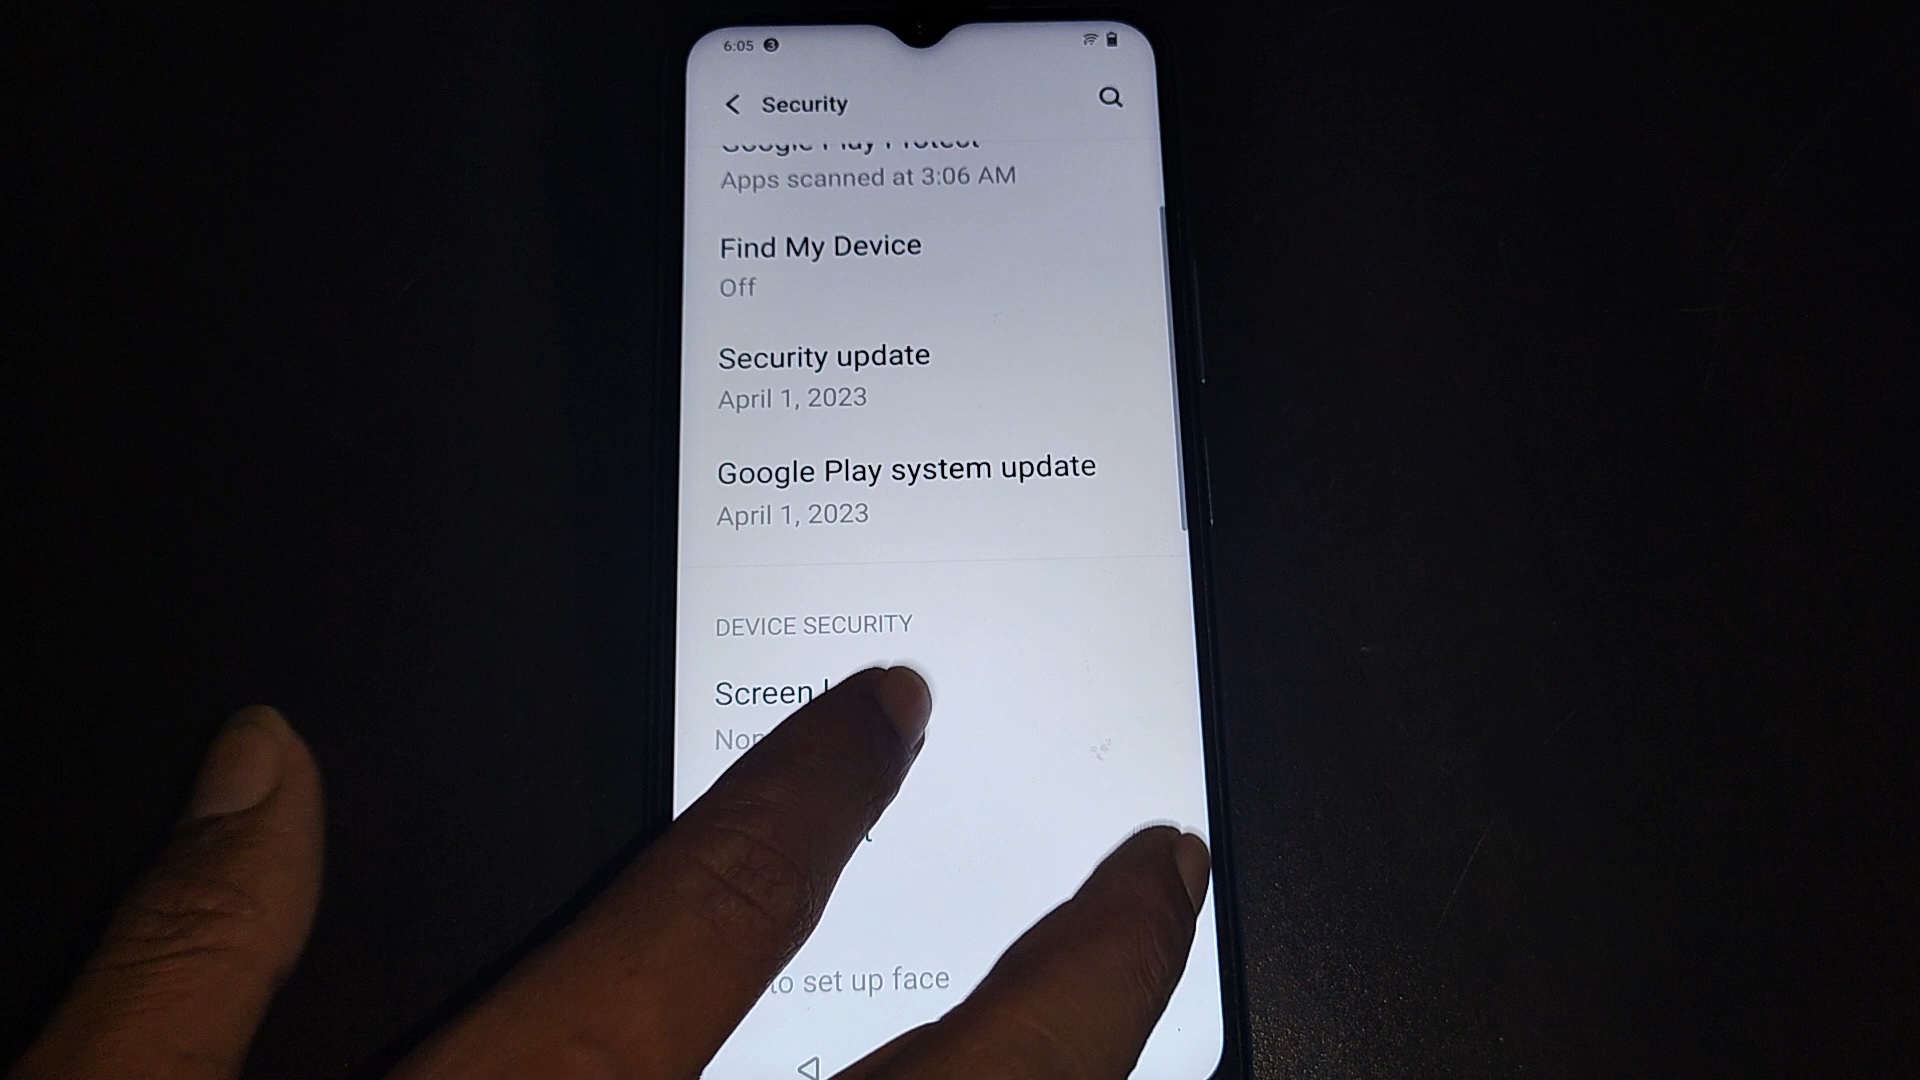 6:05 3
Security
Google Play Protect
Apps scanned at 3:06 AM
Find My Device
Off
Security update
April 1, 2023
Google Play system update
April 1, 2023
DEVICE SECURITY
Screen
to set up face